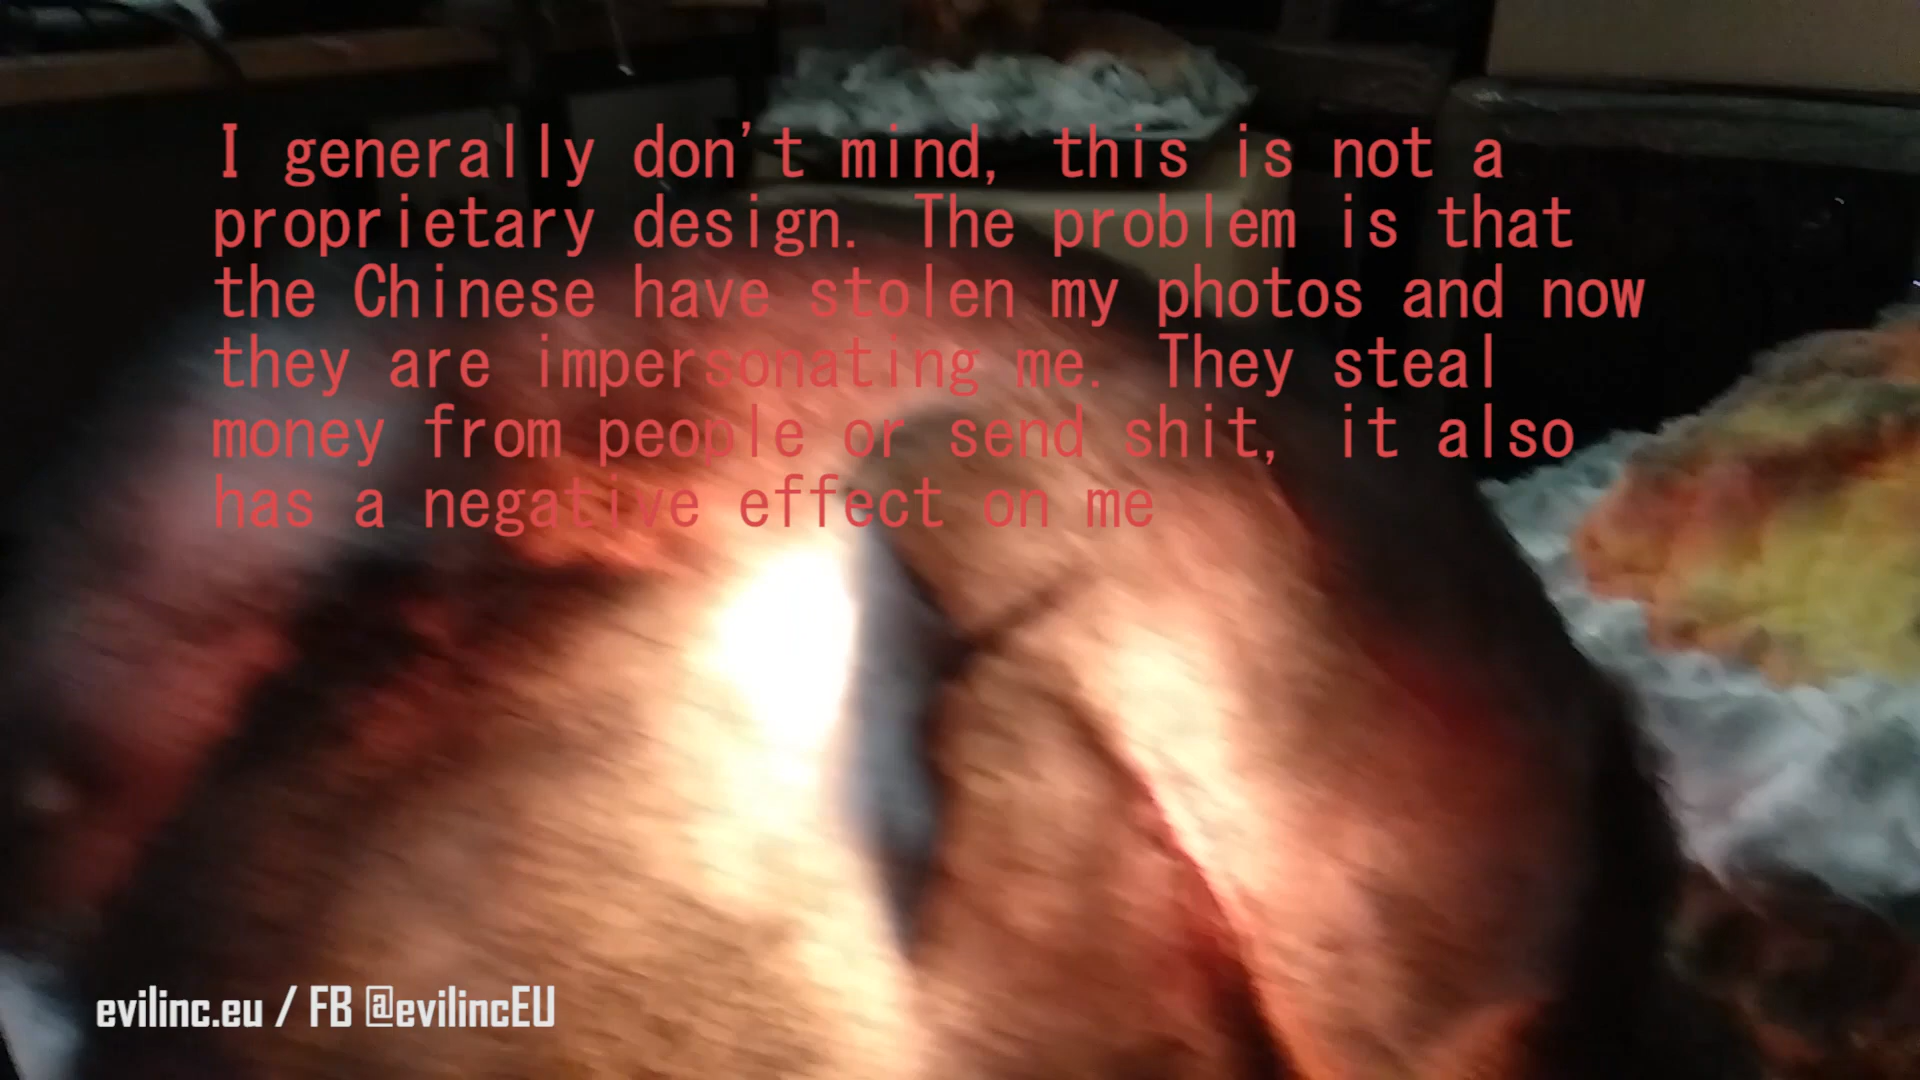 I generally don't mind, this is not a
proprietary design. The problem is that
the Chinese have stolen my photos and now
they are impersonating me. They steal
money from people or send shit, it also
has a negative effect on me
evilinc.eu / FB @evilincEU